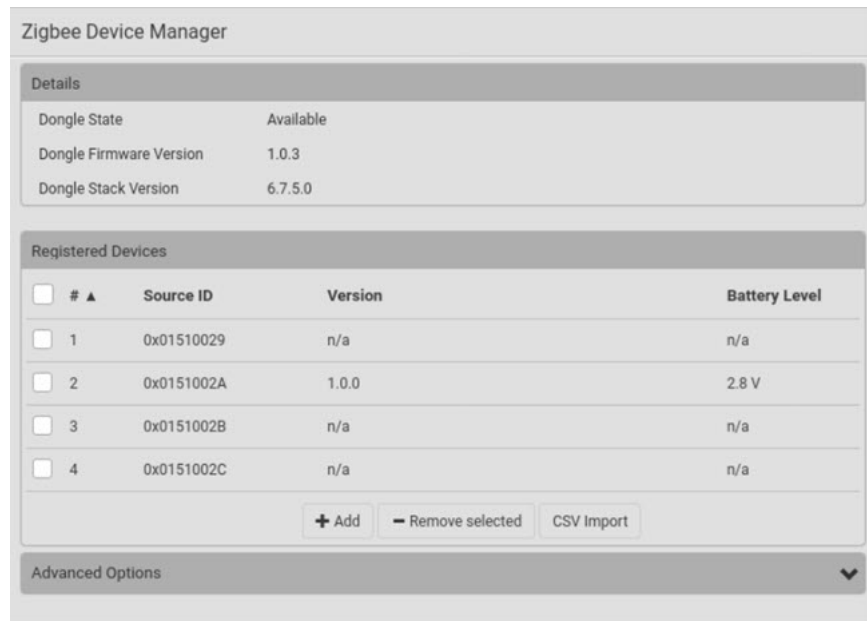 Zigbee Device Manager
Details
Dongle State Available
Dongle Firmware Version 1.0.3
Dongle Stack Version 6.7.5.0
Registered Devices
# ▲ Source ID Version Battery Level
1 0x01510029 n/a n/a
2 0x0151002A 1.0.0 2.8 V
3 0x0151002B n/a n/a
4 0x0151002C n/a n/a
+ Add − Remove selected CSV Import
Advanced Options